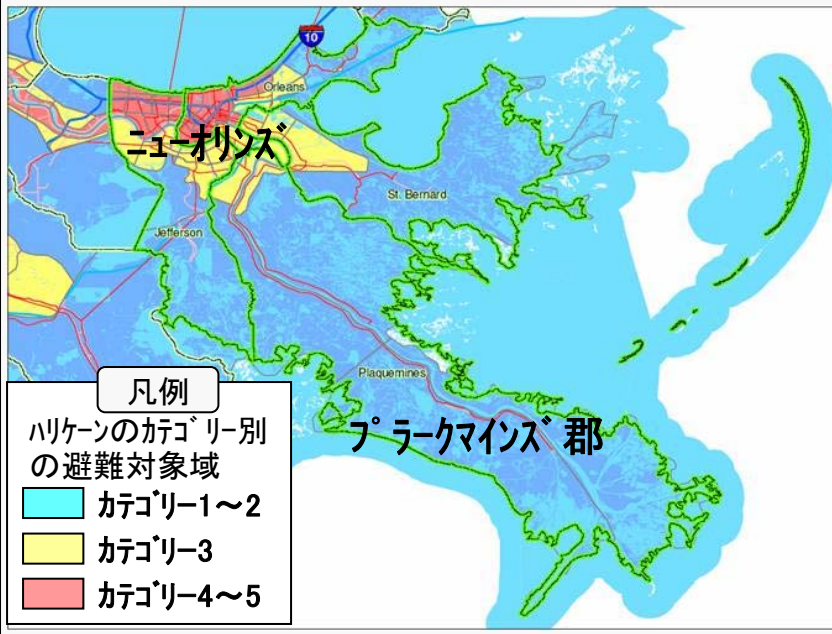 10
Orleans
ニューオリンズ
St. Bernard
Jefferson
Plaquemines
プラークマインズ郡
凡例
ハリケーンのカテゴリー別
の避難対象域
カテゴリー1～2
カテゴリー3
カテゴリー4～5